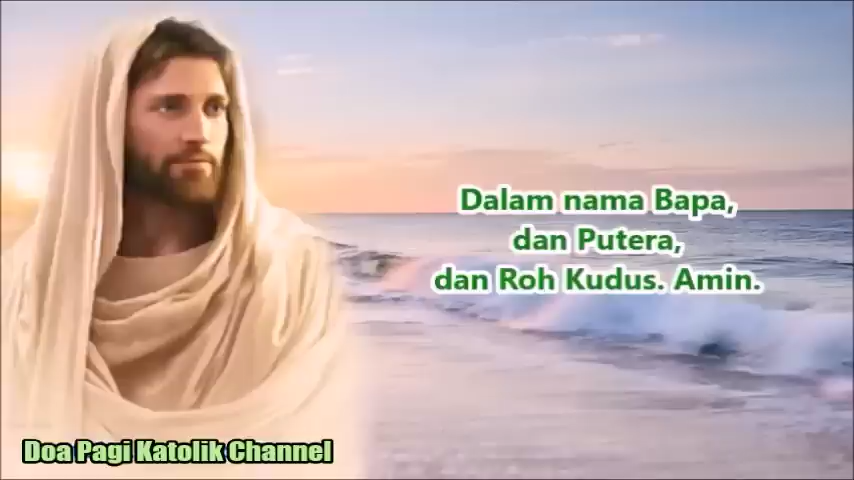 Dalam nama Bapa,
dan Putera,
dan Roh Kudus. Amin.
Doa Pagi Katolik Channel